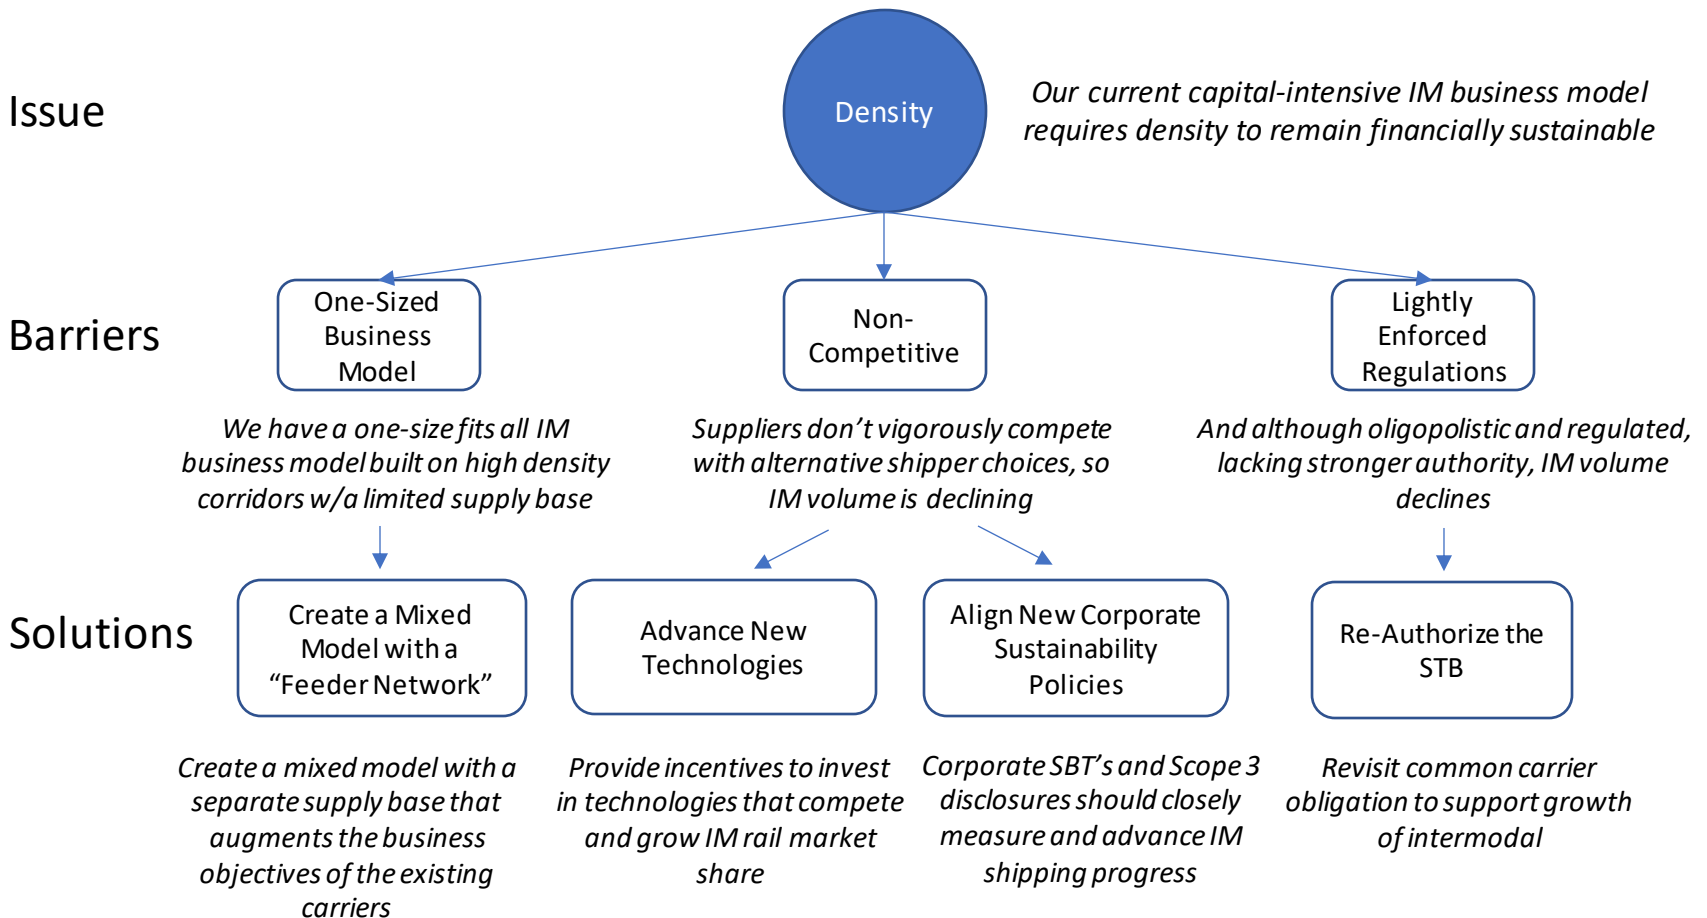 Issue
Density
Our current capital-intensive IM business model
requires density to remain financially sustainable
Barriers
One-Sized
Business
Model
Non-
Competitive
Lightly
Enforced
Regulations
We have a one-size fits all IM
business model built on high density
corridors w/a limited supply base
Suppliers don’t vigorously compete
with alternative shipper choices, so
IM volume is declining
And although oligopolistic and regulated,
lacking stronger authority, IM volume
declines
Solutions
Create a Mixed
Model with a
“Feeder Network”
Advance New
Technologies
Align New Corporate
Sustainability
Policies
Re-Authorize the
STB
Create a mixed model with a
separate supply base that
augments the business
objectives of the existing
carriers
Provide incentives to invest
in technologies that compete
and grow IM rail market
share
Corporate SBT’s and Scope 3
disclosures should closely
measure and advance IM
shipping progress
Revisit common carrier
obligation to support growth
of intermodal